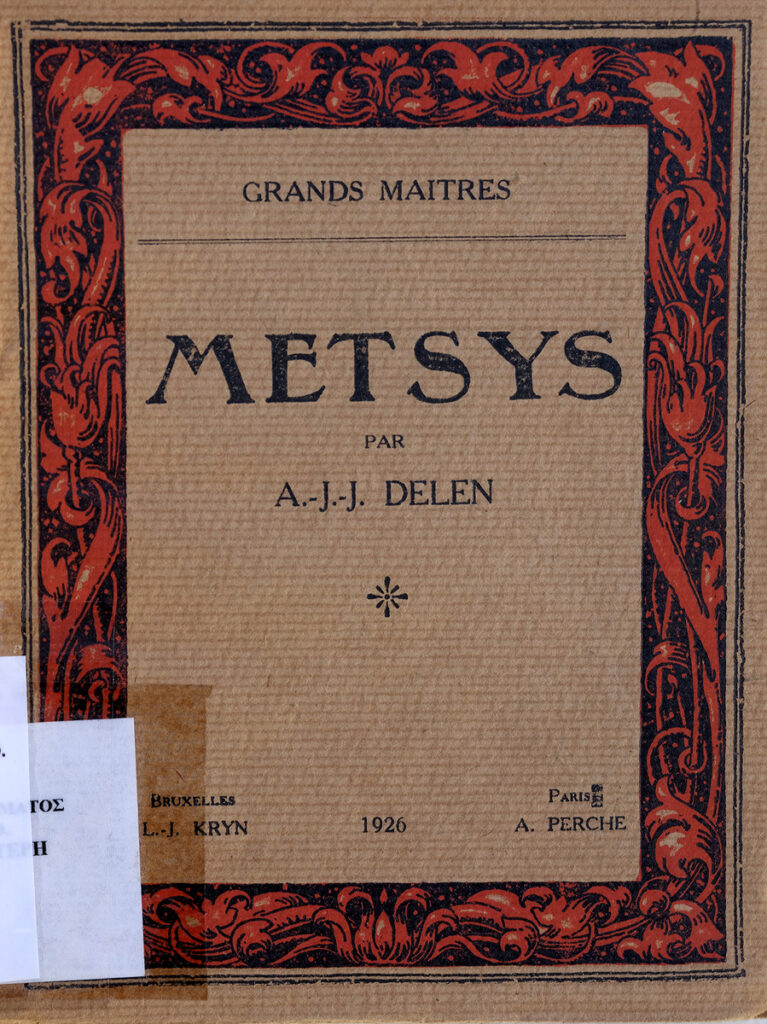 GRANDS MAITRES
METSYS
PAR
A.-J.-J. DELEN
BRUXELLES
PARIS
L.-J. KRYN
1926
A. PERCHE
ΤΟΣ